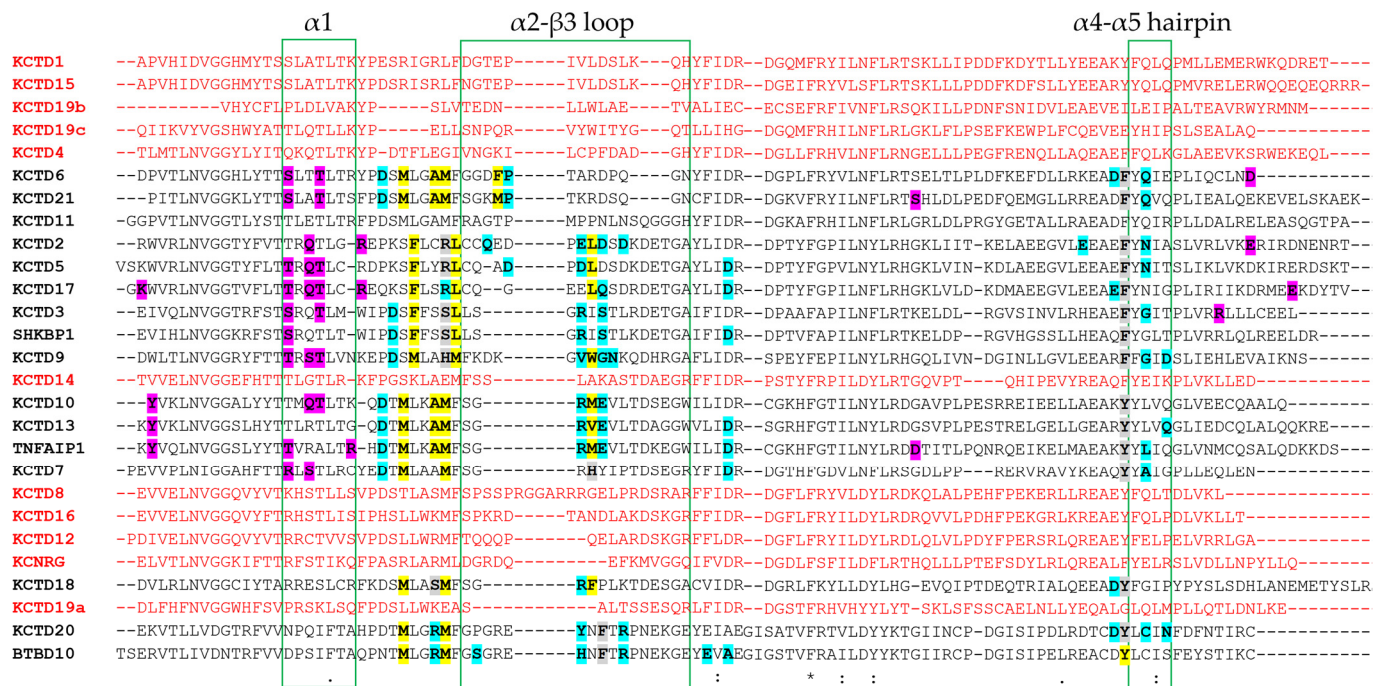 α1 α2-β3 loop α4-α5 hairpin
KCTD1 --APVHIDVGGHMYTSSLATLTKYPESRIGRLFDGTEP-----IVLDSLK---QHYFIDR--DGQMFRYILNFLRTSKLLIPDDFKDYTLLYEEAKYFQLQPMLLEMERWKQDRET---------
KCTD15 --APVHIDVGGHMYTSSLATLTKYPDSRISRLFNGTEP-----IVLDSLK---QHYFIDR--DGEIFRYVLSFLRTSKLLLPDDFKDFSLLYEEARYYQLQPMVRELERWQQEQEQRRR--
KCTD19b ----------VHYCFLPLDLVAKYP-----SLVTEDN------LLWLAE----TVALIEC--ECSEFRFIVNFLRSQKILLPDNFSNIDVLEAEVEILEIPALTEAVRWYRMNM-------
KCTD19c --QIIKVYVGSHWYATTLQTLLKYP----ELLSNPQR------VYWITYG---QTLLIHG--DGQMFRHILNFLRLGKLFLPSEFKEWPLFCQEVEEYHIPSLSEALAQ-----------
KCTD4 --TLMTLNVGGYLYITQKQTLTKYP-DTFLEGIVNGKI-----LCPFDAD---GHYFIDR--DGLLFRHVLNFLRNGELLLPEGFRENQLLAQEAEFFQLKGLAEEVKSRWEKEQL-----
KCTD6 --DPVTLNVGGHLYTTSLTTLTRYPDSMLGAMFGGDFP-----TARDPQ----GNYFIDR--DGPLFRYVLNFLRTSELTLPLDFKEFDLLRKEADFYQIEPLIQCLND-----------
KCTD21 ---PITLNVGGKLYTTSLATLTSFPDSMLGAMFSGKMP-----TKRDSQ----GNCFIDR--DGKVFRYILNFLRTSHLDLPEDFQEMGLLRREADFYQVQPLIEALQEKEVELSKAEK-
KCTD11 -GGPVTLNVGGTLYSTTLETLTRFPDSMLGAMFRAGTP-----MPPNLNSQGGGHYFIDR--DGKAFRHILNFLRLGRLDLPRGYGETALLRAEADFYQIRPLLDALRELEASQGTPA---
KCTD2 ---RWVRLNVGGTYFVTTRQTLG-REPKSFLCRLCCQED-----PELDSDKDETGAYLIDR--DPTYFGPILNYLRHGKLIIT-KELAEEGVLEEAEFYNIASLVRLVKERIRDNENRT--
KCTD5 VSKWVRLNVGGTYFLTTRQTLC-RDPKSFLYRLCQ-AD------PDLDSDKDETGAYLIDR--DPTYFGPVLNYLRHGKLVIN-KDLAEEGVLEEAEFYNITSLIKLVKDKIRERDSKT--
KCTD17 -GKWVRLNVGGTVFLTTRQTLC-REQKSFLSRLCQ---G-----EELQSDRDETGAYLIDR--DPTYFGPILNFLRHGKLVLD-KDMAEEGVLEEAEFYNIGPLIRIIKDRMEEKDYTV--
KCTD3 ---EIVQLNVGGTRFSTSRQTLM-WIPDSFFSSLLS--------GRISTLRDETGAIFIDR--DPAAFAPILNFLRTKELDL--RGVSINVLRHEAEFYGITPLVRRLLLCEEL-------
SHKBP1 ---EVIHLNVGGKRFSTSRQTLT-WIPDSFFSSLLS--------GRISTLKDETGAIFIDR--DPTVFAPILNFLRTKELDP--RGVHGSSLLHEAQFYGLTPLVRRLQLREELDR-----
KCTD9 ---DWLTLNVGGRYFTTTRSTLVNKEPDSMLAHMFKDK------GVWGNKQDHRGAFLIDR--SPEYFEPILNYLRHGQLIVN-DGINLLGVLEEARFFGIDSLIEHLEVAIKNS------
KCTD14 ---TVVELNVGGEFHTTTLGTLR-KFPGSKLAEMFSS-------LAKASTDAEGRFFIDR--PSTYFRPILDYLRTGQVPT---QHIPEVYREAQFYEIKPLVKLLED------------
KCTD10 ---YVKLNVGGALYYTTMQTLTK-QDTMLKAMFSG---------RMEVLTDSEGWILIDR--CGKHFGTILNYLRDGAVPLPESRREIEELLAEAKYYLVQGLVEECQAALQ--------
KCTD13 --KYVKLNVGGSLHYTTLRTLTG-QDTMLKAMFSG---------RVEVLTDAGGWVLIDR--SGRHFGTILNYLRDGSVPLPESTRELGELLGEARYYLVQGLIEDCQLALQQKRE-----
TNFAIP1 --KYVQLNVGGSLYYTTVRALTRHDTMLKAMFSG----------RMEVLTDKEGWILIDR--CGKHFGTILNYLRDDTITLPQNRQEIKELMAEAKYYLIQGLVNMCQSALQDKKDS---
KCTD7 --PEVVPLNIGGAHFTTRLSTLRCYEDTMLAAMFSG--------RHYIPTDSEGRYFIDR--DGTHFGDVLNFLRSGDLPP--RERVRAVYKEAQYYAIGPLLEQLEN------------
KCTD8 ---EVVELNVGGQVYVTKHSTLLSVPDSTLASMFSPSSPRGGARRRGELPRDSRARFFIDR--DGFLFRYVLDYLRDKQLALPEHFPEKERLLREAEYFQLTDLVKL-------------
KCTD16 ---EVVELNVGGQVYFTRHSTLISIPHSLLWKMFSPKRD-----TANDLAKDSKGRFFIDR--DGFLFRYILDYLRDRQVVLPDHFPEKGRLKREAEYFQLPDLVKLLT-----------
KCTD12 --PDIVELNVGGQVYVTRRCTVVSVPDSLLWRMFTQQQP-----QELARDSKGRFFLDR--DGFLFRYILDYLRDLQLVLPDYFPERSRLQREAEYFELPELVRRLGA------------
KCNRG ---ELVTLNVGGKIFTTRFSTIKQFPASRLARMLDGRDQ-----EFKMVGGQIFVDR--DGDLFSFILDFLRTHQLLLPTEFSDYLRLQREALFYELRSLVDLLNPYLLQ---------
KCTD18 ---DVLRLNVGGCIYTARRESLCRFKDSMLASMFSG--------RFPLKTDESGACVIDR--DGRLFKYLLDYLHG-EVQIPTDEQTRIALQEEADYFGIPYPYSLSDHLANEMETYSLR
KCTD19a --DLFHFNVGGWHFSVPRSKLSQFPDSLLWKEAS---------ALTSSESQRLFIDR--DGSTFRHVHYYLYT-SKLSFSSCAELNLLYEQALGLQLMPLLQTLDNLKE----------
KCTD20 ---EKVTLLVDGTRFVVNPQIFTAHPDTMLGRMFGPGRE-----YNFTRPNEKGEYEIAEGISATVFRTVLDYYKTGIINCP-DGISIPDLRDTCDYLCINFDFNTIRC-----------
BTBD10 --TSERVTLIVDNTRFVVDPSIFTAQPNTMLGRMFGSGRE----HNFTRPNEKGEYEVAEGIGSTVFRAILDYYKTGIIRCP-DGISIPELREACDYLCISFEYSTIKC-----------
. : * : : . :